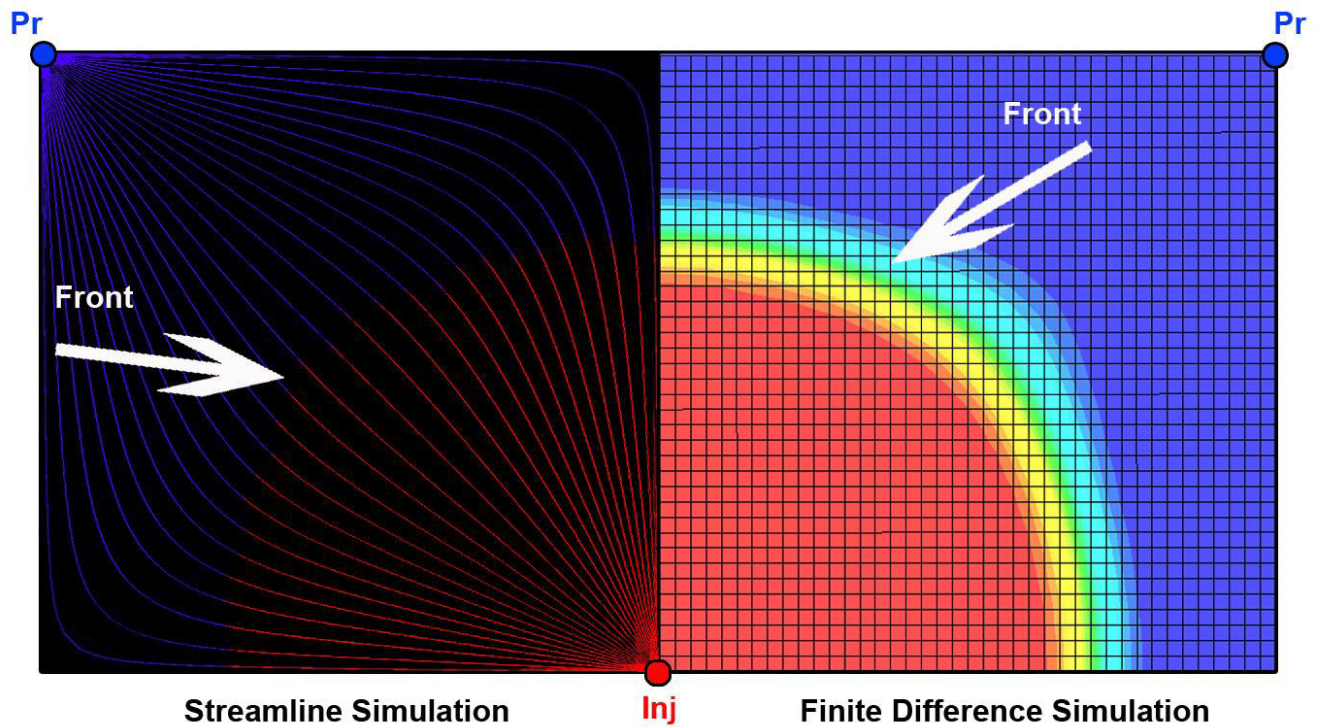 Pr
Pr
Front
Front
Streamline Simulation
Inj
Finite Difference Simulation